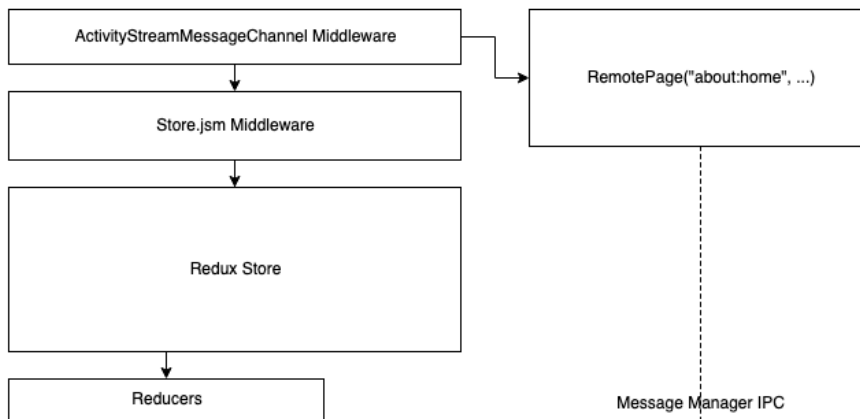 ActivityStreamMessageChannel Middleware
RemotePage("about:home", ...)
Store.jsm Middleware
Redux Store
Reducers
Message Manager IPC